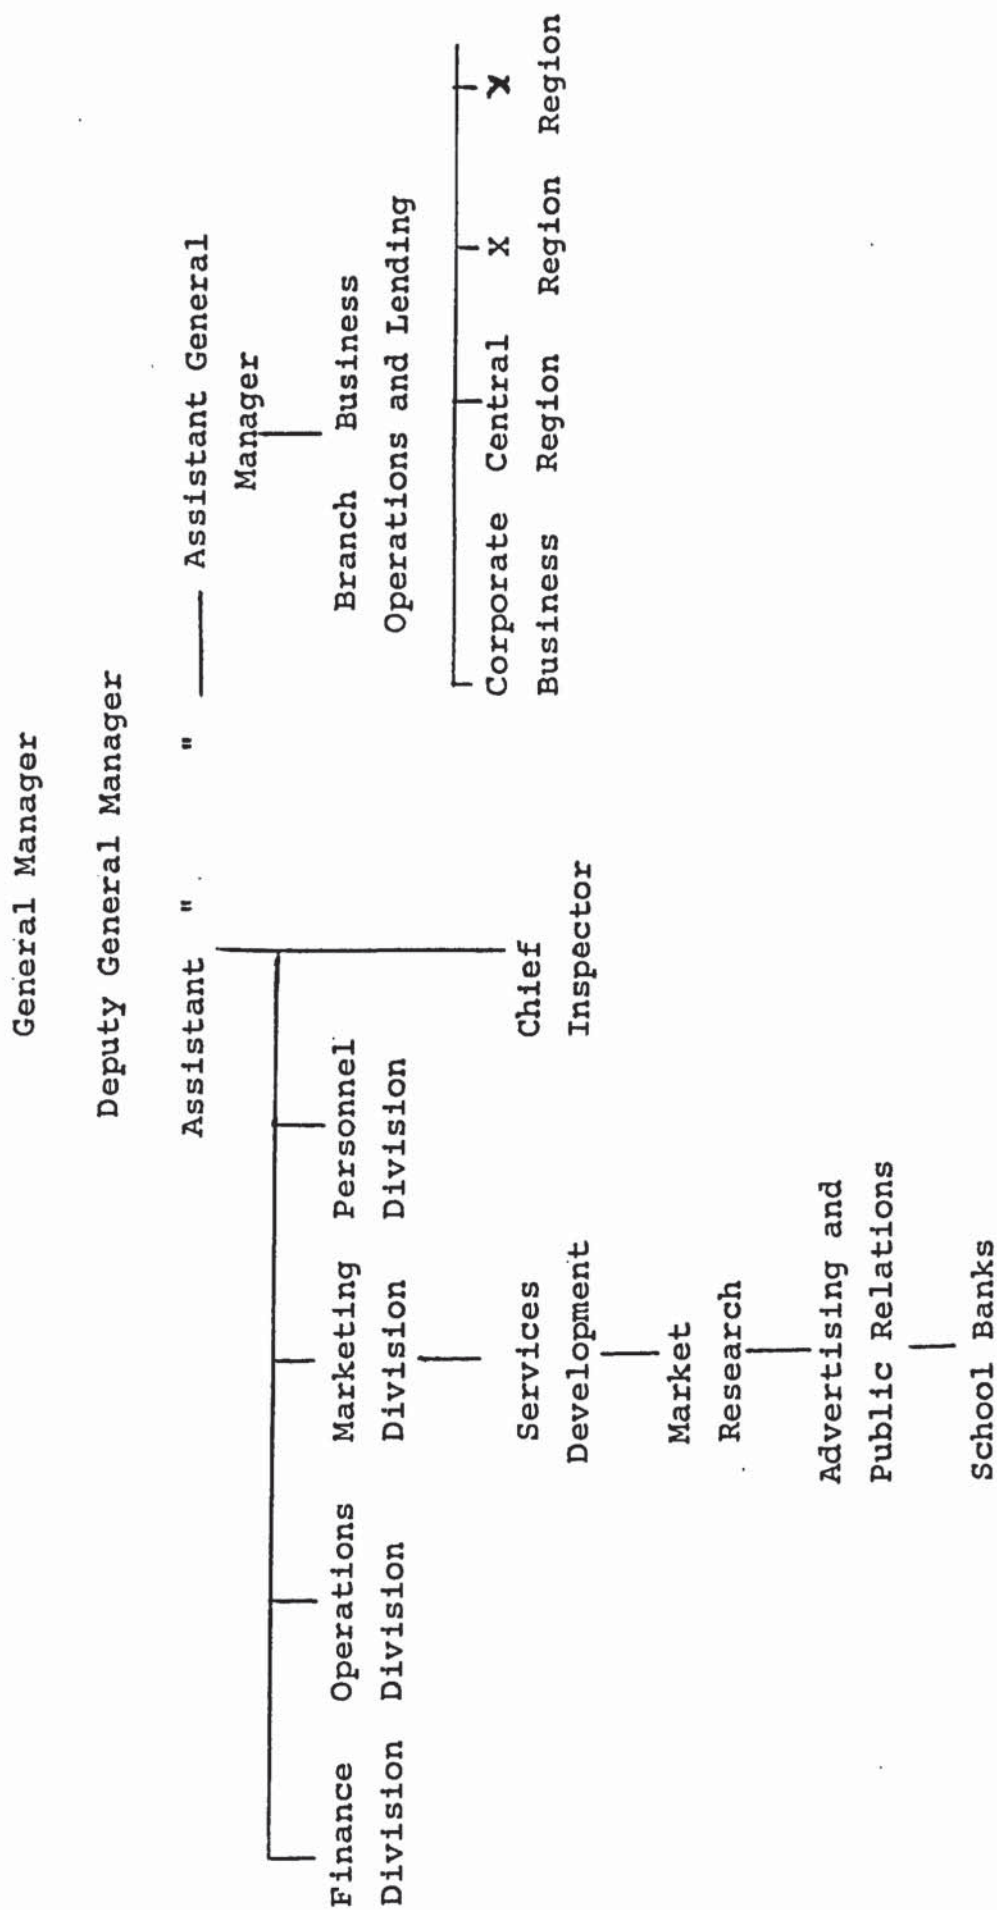 General Manager
Deputy General Manager
Assistant " " Assistant General
Manager
Finance Operations Marketing Personnel
Division Division Division Division
Branch Business
Operations and Lending
Corporate Central X X
Business Region Region Region
Chief
Inspector
Services
Development
Market
Research
Advertising and
Public Relations
School Banks